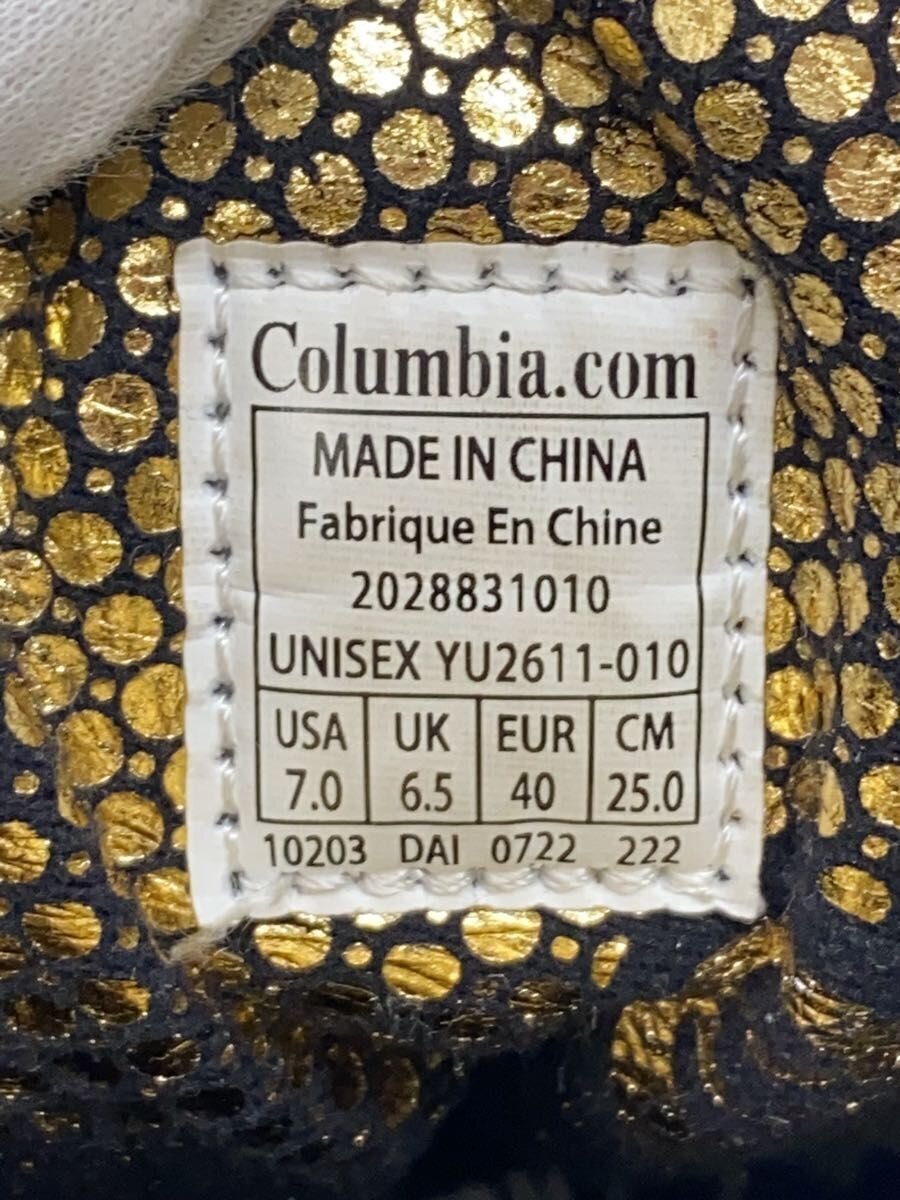 Columbia.com
MADE IN CHINA
Fabrique En Chine
2028831010
UNISEX YU2611-010
USA UK EUR CM
7.0 6.5 40 25.0
10203 DAI 0722 222